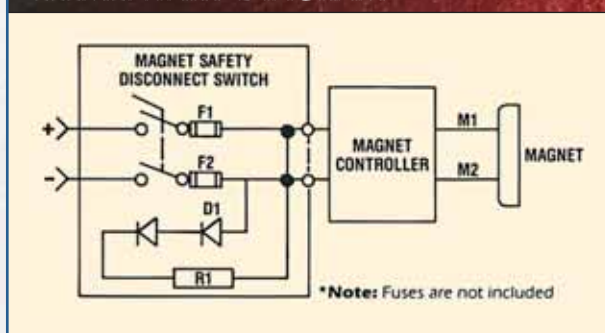 MAGNET SAFETY
DISCONNECT SWITCH
F1
+
F2
-
D1
R1
MAGNET
CONTROLLER
M1
M2
MAGNET
*Note: Fuses are not included